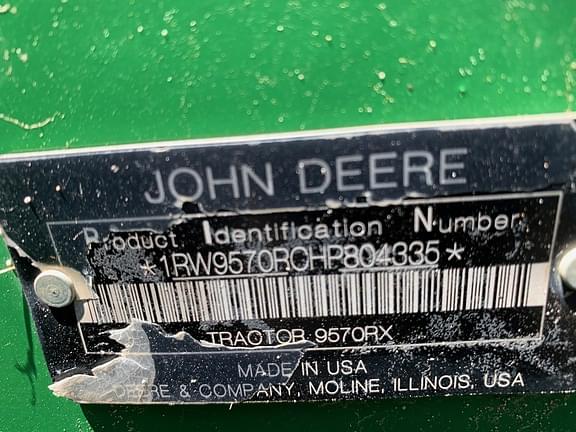 JOHN DEERE
Product Identification Number
*1RW9570RCHP804335*
TRACTOR 9570RX
MADE IN USA
DEERE & COMPANY, MOLINE, ILLINOIS, USA